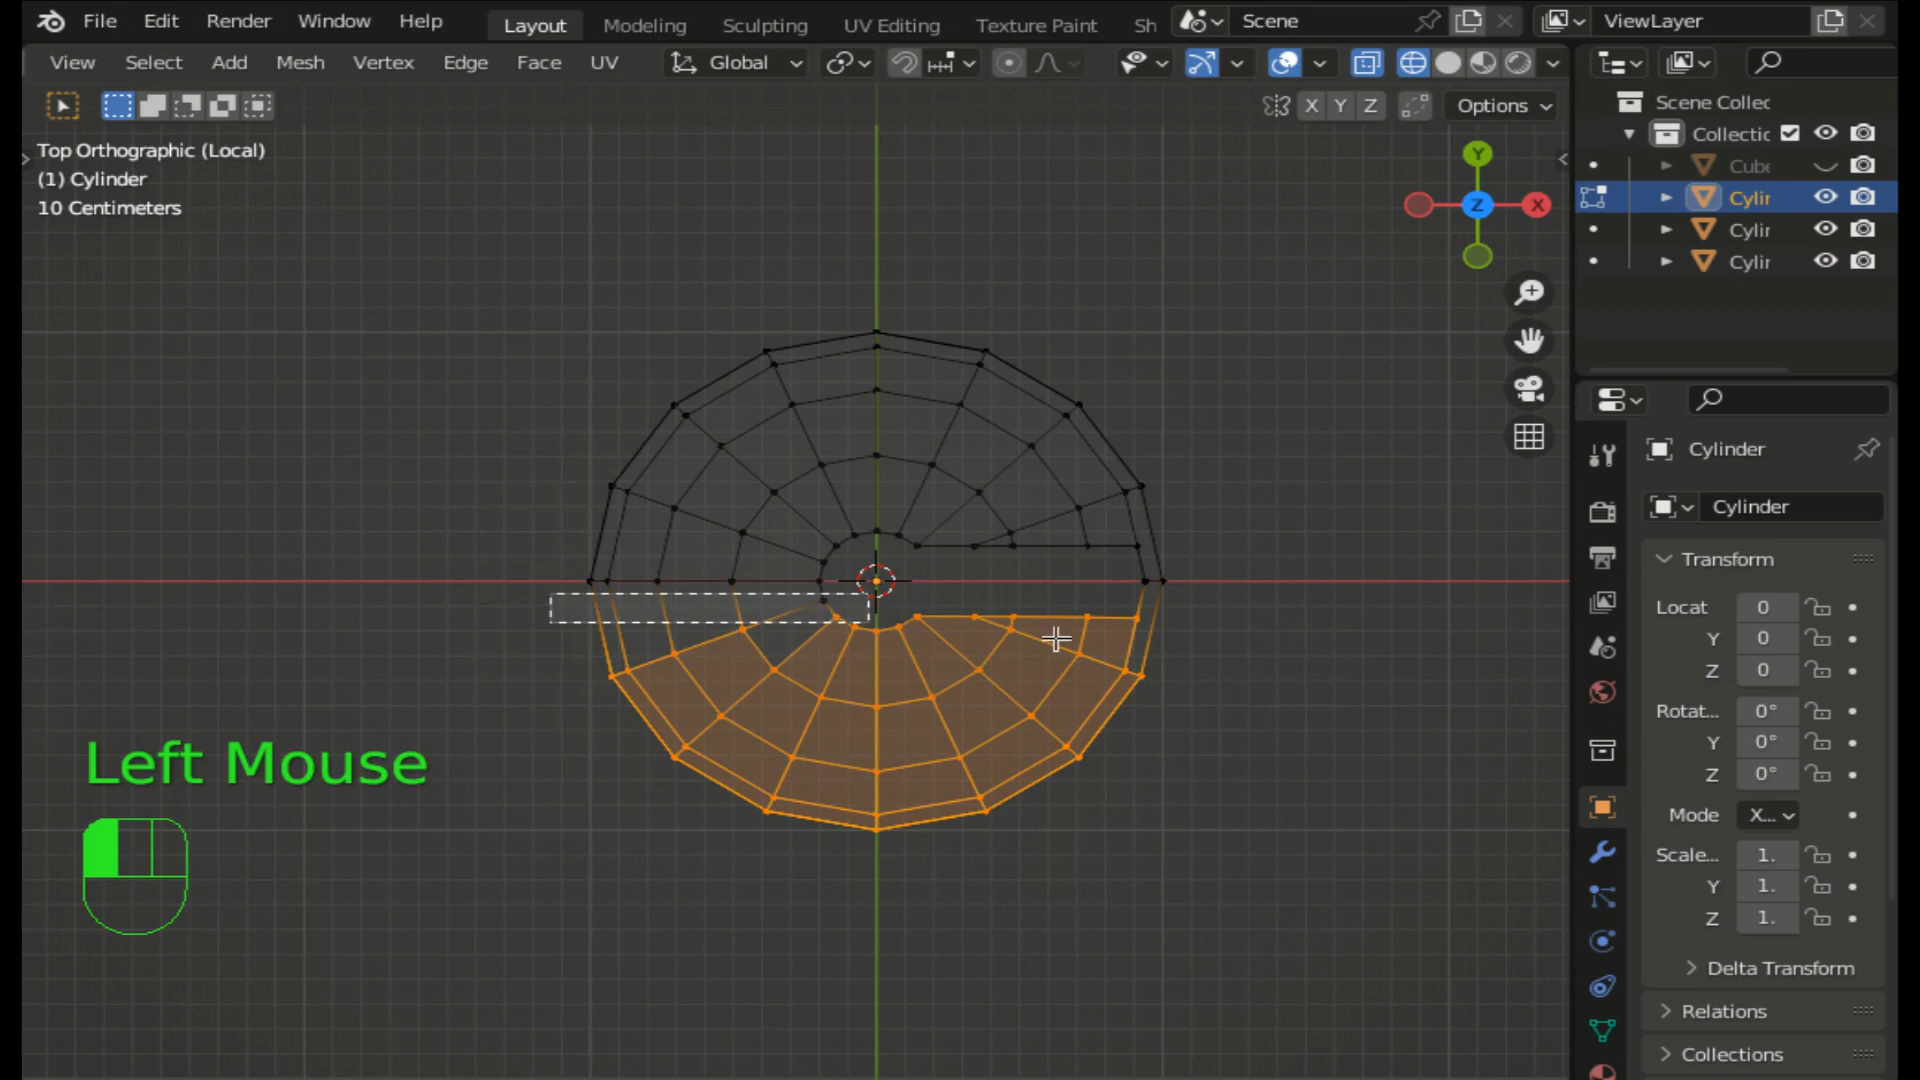 File Edit Render Window Help Layout Modeling Sculpting UV Editing Texture Paint Sh Scene ViewLayer
View Select Add Mesh Vertex Edge Face UV Global
X Y Z Options
Top Orthographic (Local)
(1) Cylinder
10 Centimeters
Y
Z X
Left Mouse
Scene Collec
Collectic
Cube
Cylir
Cylir
Cylir
Cylinder
Cylinder
Transform
Locat 0
Y 0
Z 0
Rotat... 0°
Y 0°
Z 0°
Mode X...
Scale... 1.
Y 1.
Z 1.
Delta Transform
Relations
Collections